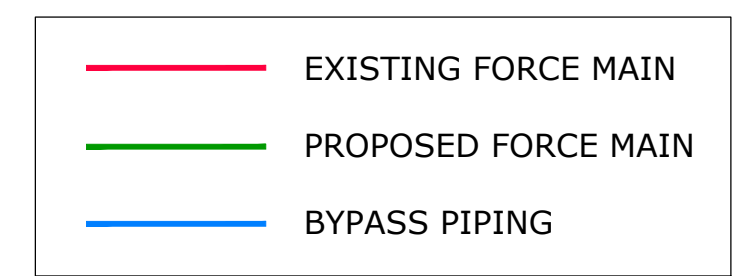 EXISTING FORCE MAIN
PROPOSED FORCE MAIN
BYPASS PIPING